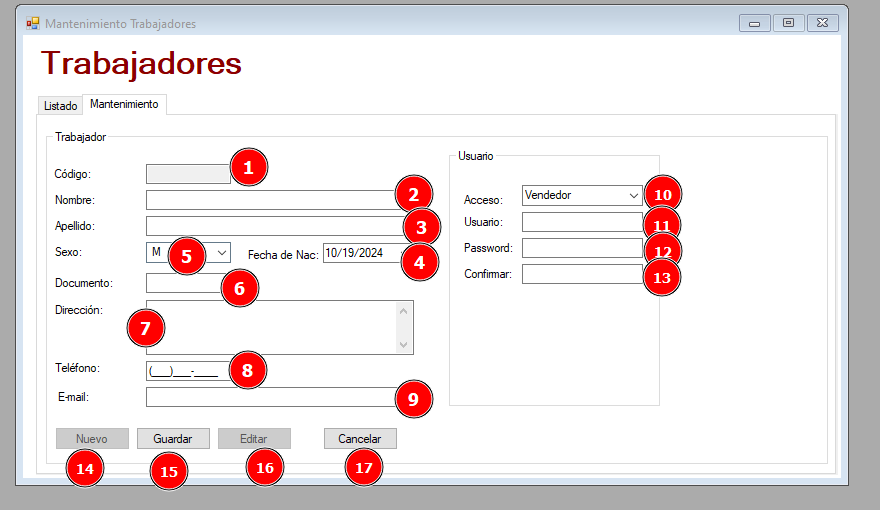 Mantenimiento Trabajadores
Trabajadores
Listado Mantenimiento
Trabajador
Código: 1
Nombre: 2
Apellido: 3
Sexo: M 5 Fecha de Nac: 10/19/2024 4
Documento: 6
Dirección: 7
Teléfono: (___)___-____ 8
E-mail: 9
Usuario
Acceso: Vendedor 10
Usuario: 11
Password: 12
Confirmar: 13
Nuevo Guardar Editar Cancelar
14 15 16 17